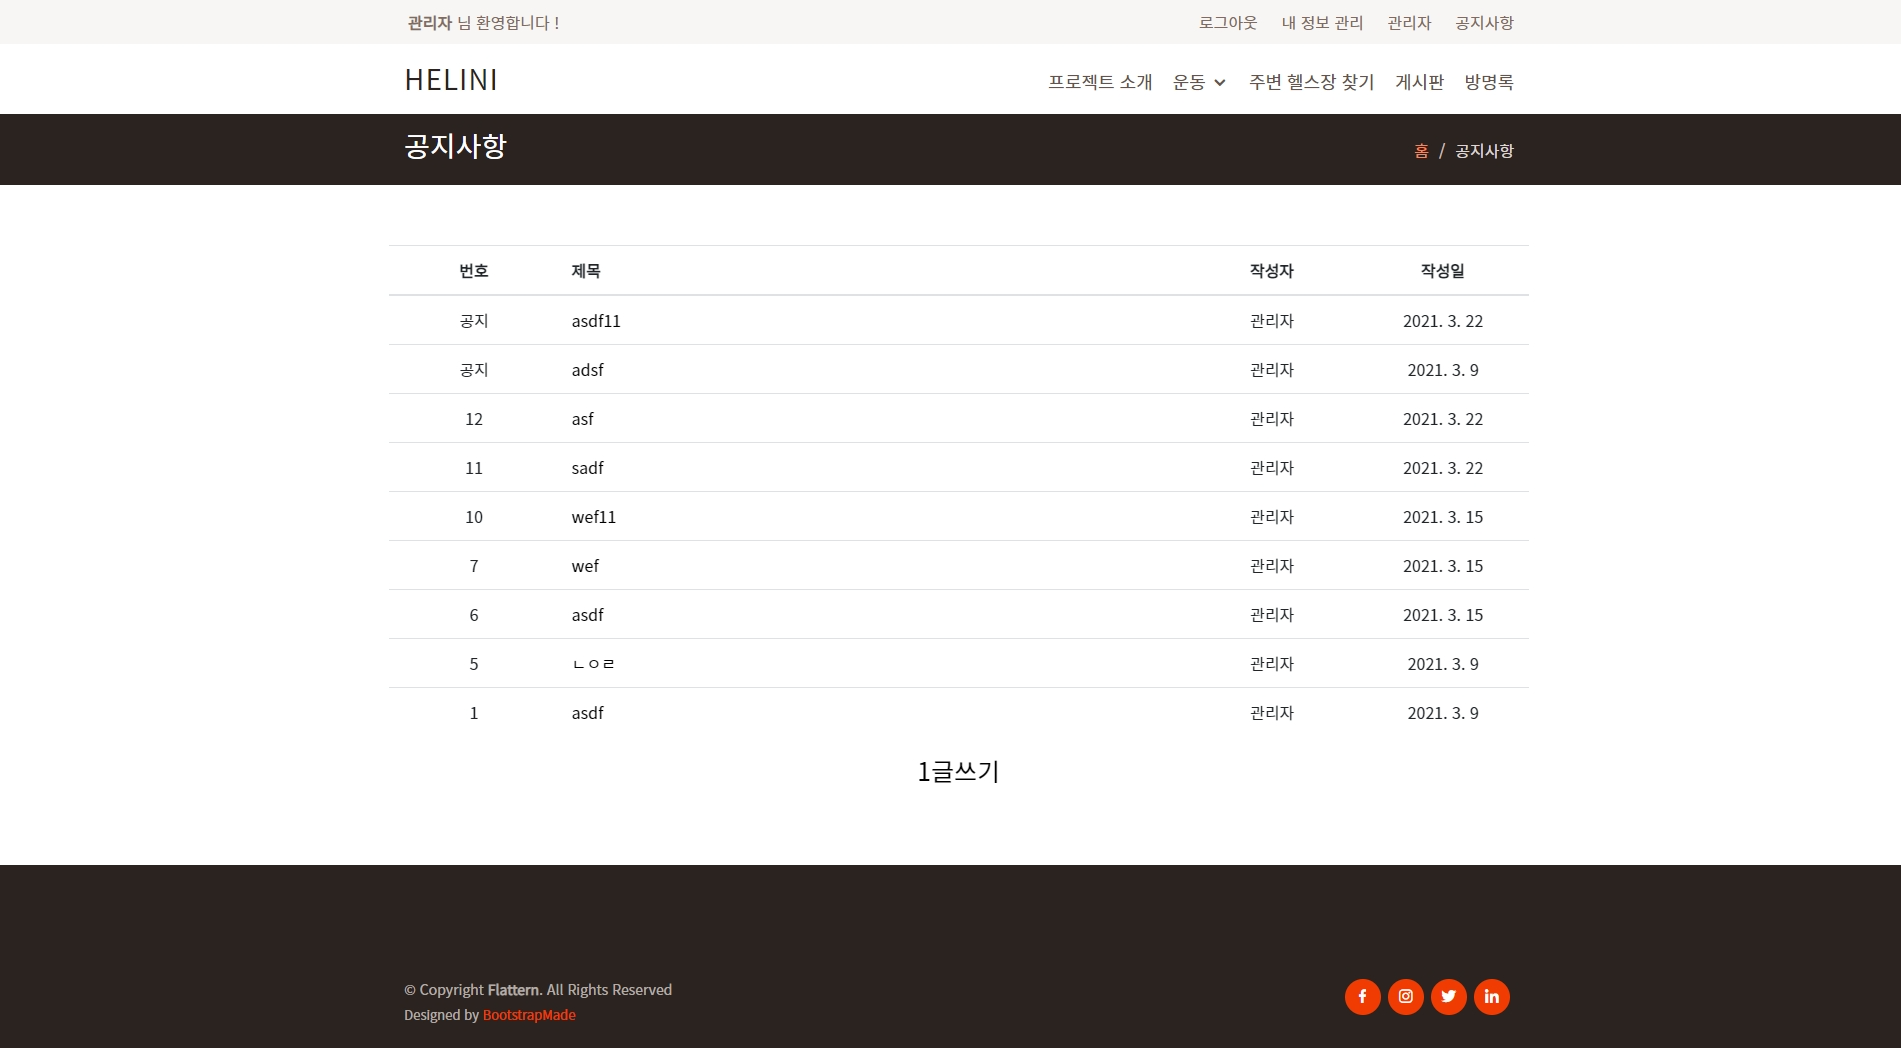 관리자 님 환영합니다 ! 로그아웃 내 정보 관리 관리자 공지사항
HELINI 프로젝트 소개 운동 주변 헬스장 찾기 게시판 방명록
공지사항 홈 / 공지사항
번호 제목 작성자 작성일
공지 asdf11 관리자 2021. 3. 22
공지 adsf 관리자 2021. 3. 9
12 asf 관리자 2021. 3. 22
11 sadf 관리자 2021. 3. 22
10 wef11 관리자 2021. 3. 15
7 wef 관리자 2021. 3. 15
6 asdf 관리자 2021. 3. 15
5 ㄴㅇㄹ 관리자 2021. 3. 9
1 asdf 관리자 2021. 3. 9
1글쓰기
© Copyright Flattern. All Rights Reserved
Designed by BootstrapMade